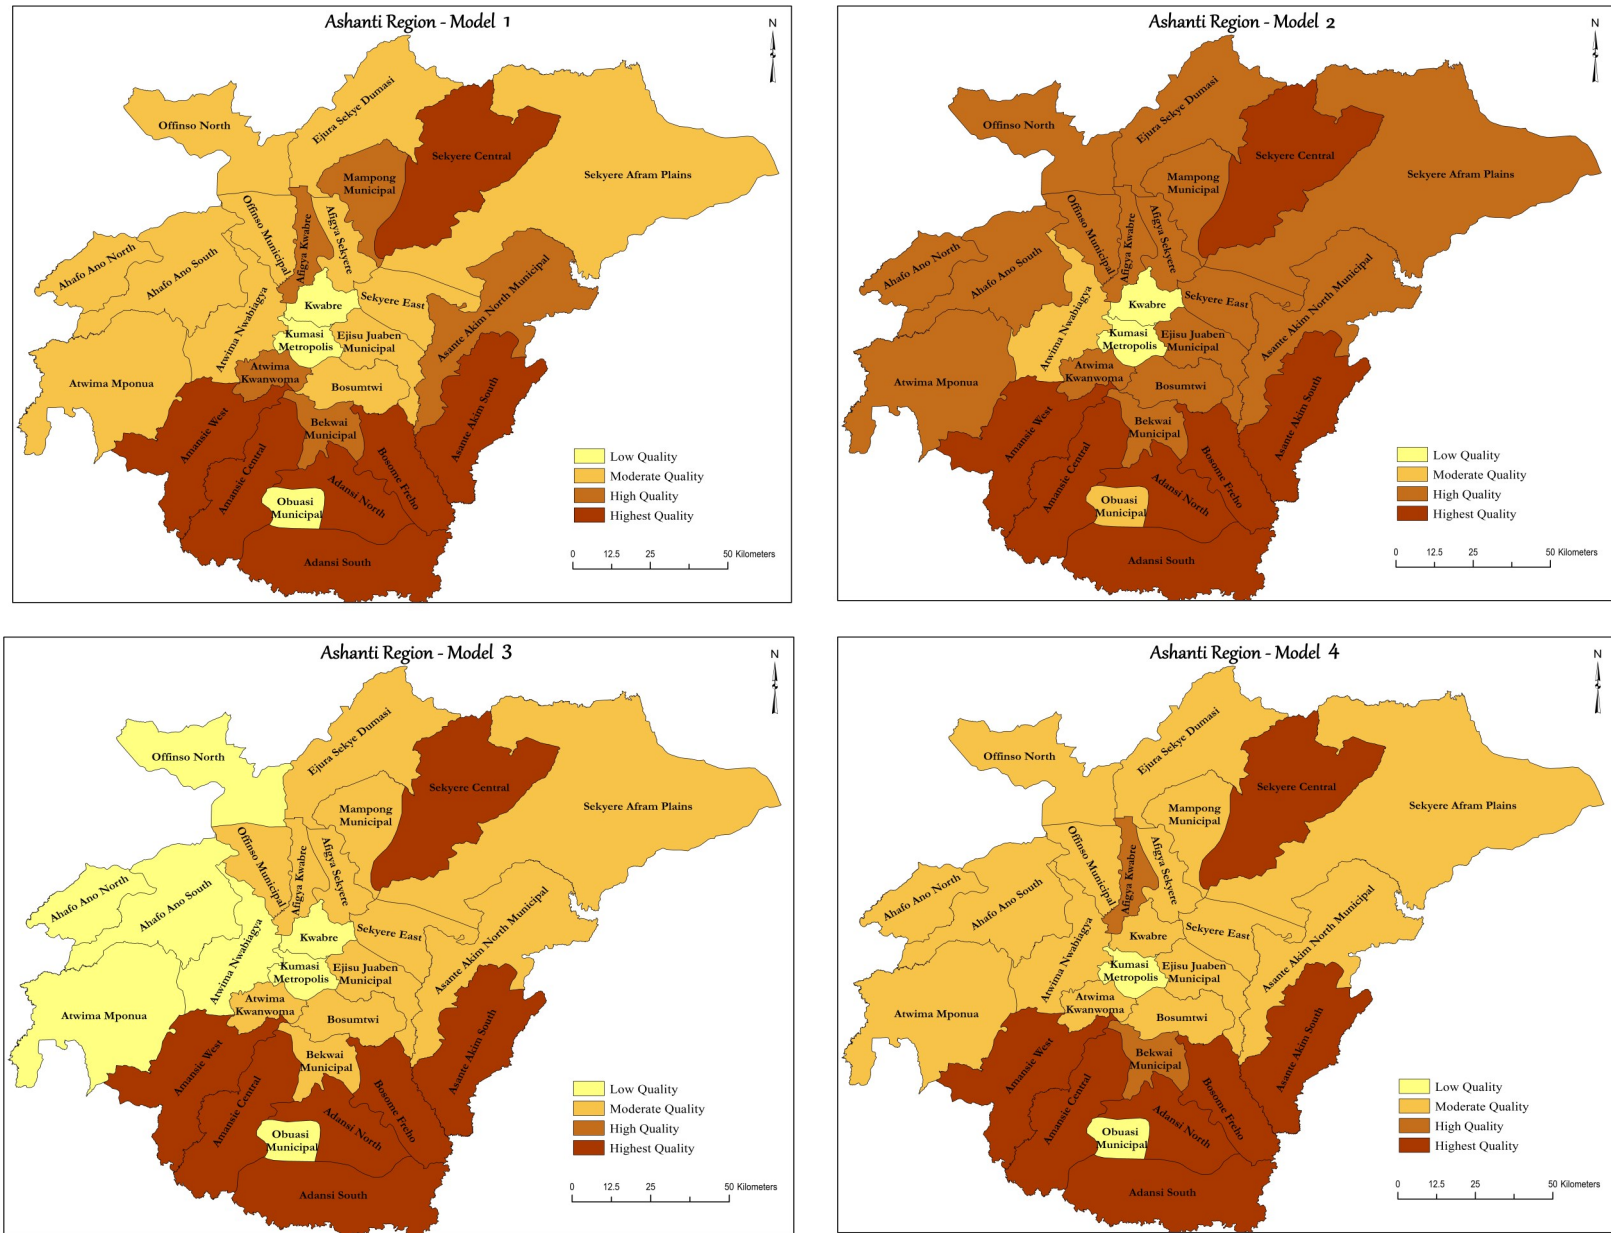 Ashanti Region - Model 1
N
Offinso North
Ejura Sekye Dumasi
Sekyere Central
Mampong
Municipal
Sekyere Afram Plains
Offinso Municipal
Afigya Kwabre
Afigya Sekyere
Ahafo Ano North
Ahafo Ano South
Atwima Nwabiagya
Kwabre
Sekyere East
Asante Akim North Municipal
Kumasi
Metropolis
Ejisu Juaben
Municipal
Atwima Mponua
Atwima
Kwanwoma
Bosumtwi
Amansie West
Bekwai
Municipal
Asante Akim South
Amansie Central
Bosome Freho
Adansi North
Obuasi
Municipal
Adansi South
Low Quality
Moderate Quality
High Quality
Highest Quality
0 12.5 25 50 Kilometers
Ashanti Region - Model 2
N
Offinso North
Ejura Sekye Dumasi
Sekyere Central
Mampong
Municipal
Sekyere Afram Plains
Offinso Municipal
Afigya Kwabre
Afigya Sekyere
Ahafo Ano North
Ahafo Ano South
Atwima Nwabiagya
Kwabre
Sekyere East
Asante Akim North Municipal
Kumasi
Metropolis
Ejisu Juaben
Municipal
Atwima Mponua
Atwima
Kwanwoma
Bosumtwi
Amansie West
Bekwai
Municipal
Asante Akim South
Amansie Central
Bosome Freho
Adansi North
Obuasi
Municipal
Adansi South
Low Quality
Moderate Quality
High Quality
Highest Quality
0 12.5 25 50 Kilometers
Ashanti Region - Model 3
N
Offinso North
Ejura Sekye Dumasi
Sekyere Central
Mampong
Municipal
Sekyere Afram Plains
Offinso Municipal
Afigya Kwabre
Afigya Sekyere
Ahafo Ano North
Ahafo Ano South
Atwima Nwabiagya
Kwabre
Sekyere East
Asante Akim North Municipal
Kumasi
Metropolis
Ejisu Juaben
Municipal
Atwima Mponua
Atwima
Kwanwoma
Bosumtwi
Amansie West
Bekwai
Municipal
Asante Akim South
Amansie Central
Bosome Freho
Adansi North
Obuasi
Municipal
Adansi South
Low Quality
Moderate Quality
High Quality
Highest Quality
0 12.5 25 50 Kilometers
Ashanti Region - Model 4
N
Offinso North
Ejura Sekye Dumasi
Sekyere Central
Mampong
Municipal
Sekyere Afram Plains
Offinso Municipal
Afigya Kwabre
Afigya Sekyere
Ahafo Ano North
Ahafo Ano South
Atwima Nwabiagya
Kwabre
Sekyere East
Asante Akim North Municipal
Kumasi
Metropolis
Ejisu Juaben
Municipal
Atwima Mponua
Atwima
Kwanwoma
Bosumtwi
Amansie West
Bekwai
Municipal
Asante Akim South
Amansie Central
Bosome Freho
Adansi North
Obuasi
Municipal
Adansi South
Low Quality
Moderate Quality
High Quality
Highest Quality
0 12.5 25 50 Kilometers